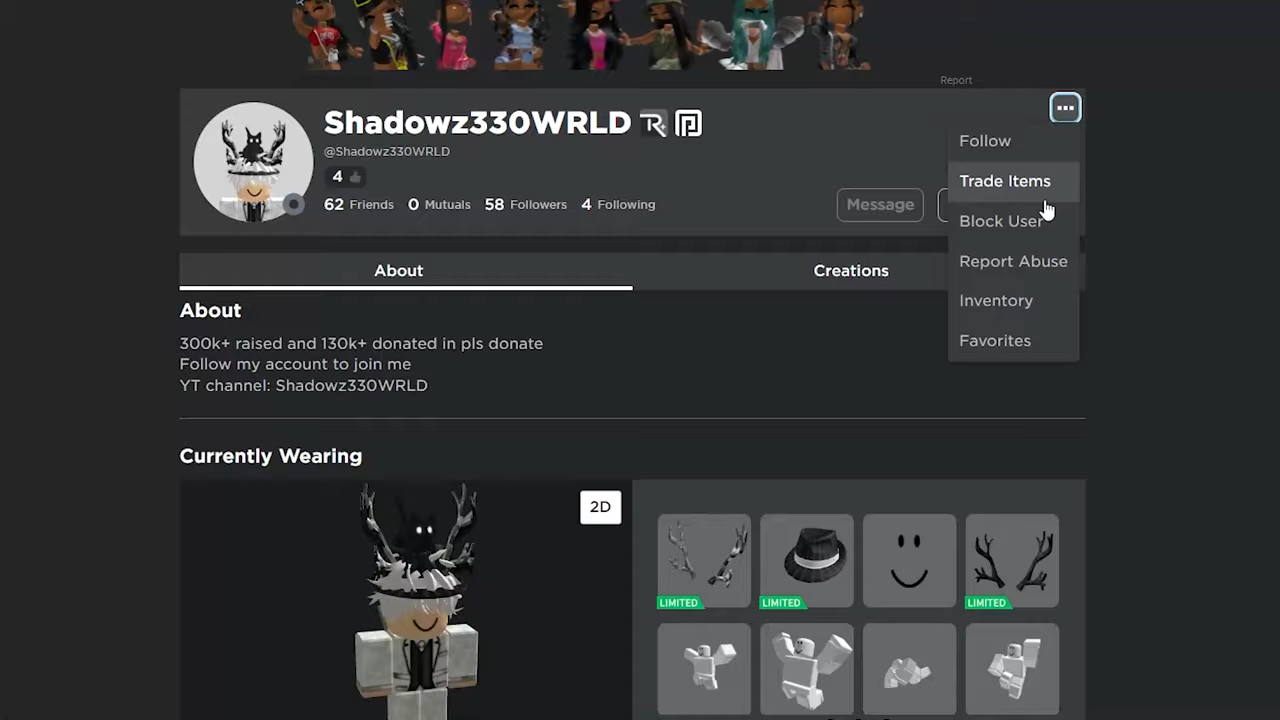 Report
Shadowz330WRLD
@Shadowz330WRLD
4
62 Friends 0 Mutuals 58 Followers 4 Following
Message
Follow
Trade Items
Block User
Report Abuse
Inventory
Favorites
About
Creations
About
300k+ raised and 130k+ donated in pls donate
Follow my account to join me
YT channel: Shadowz330WRLD
Currently Wearing
2D
LIMITED
LIMITED
LIMITED